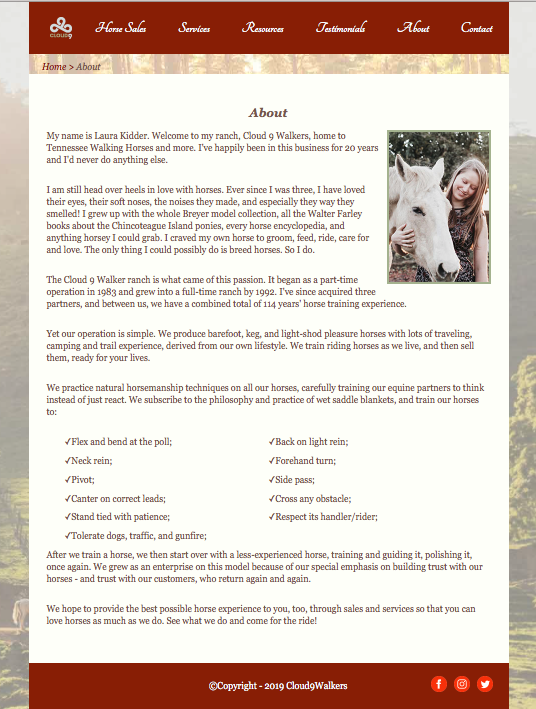 CLOUD9
Horse Sales Services Resources Testimonials About Contact
Home > About
About
My name is Laura Kidder. Welcome to my ranch, Cloud 9 Walkers, home to
Tennessee Walking Horses and more. I've happily been in this business for 20 years
and I'd never do anything else.
I am still head over heels in love with horses. Ever since I was three, I have loved
their eyes, their soft noses, the noises they made, and especially they way they
smelled! I grew up with the whole Breyer model collection, all the Walter Farley
books about the Chincoteague Island ponies, every horse encyclopedia, and
anything horsey I could grab. I craved my own horse to groom, feed, ride, care for
and love. The only thing I could possibly do is breed horses. So I do.
The Cloud 9 Walker ranch is what came of this passion. It began as a part-time
operation in 1983 and grew into a full-time ranch by 1992. I've since acquired three
partners, and between us, we have a combined total of 114 years' horse training experience.
Yet our operation is simple. We produce barefoot, keg, and light-shod pleasure horses with lots of traveling,
camping and trail experience, derived from our own lifestyle. We train riding horses as we live, and then sell
them, ready for your lives.
We practice natural horsemanship techniques on all our horses, carefully training our equine partners to think
instead of just react. We subscribe to the philosophy and practice of wet saddle blankets, and train our horses
to:
✓Flex and bend at the poll; ✓Back on light rein;
✓Neck rein; ✓Forehand turn;
✓Pivot; ✓Side pass;
✓Canter on correct leads; ✓Cross any obstacle;
✓Stand tied with patience; ✓Respect its handler/rider;
✓Tolerate dogs, traffic, and gunfire;
After we train a horse, we then start over with a less-experienced horse, training and guiding it, polishing it,
once again. We grew as an enterprise on this model because of our special emphasis on building trust with our
horses - and trust with our customers, who return again and again.
We hope to provide the best possible horse experience to you, too, through sales and services so that you can
love horses as much as we do. See what we do and come for the ride!
©Copyright - 2019 Cloud9Walkers